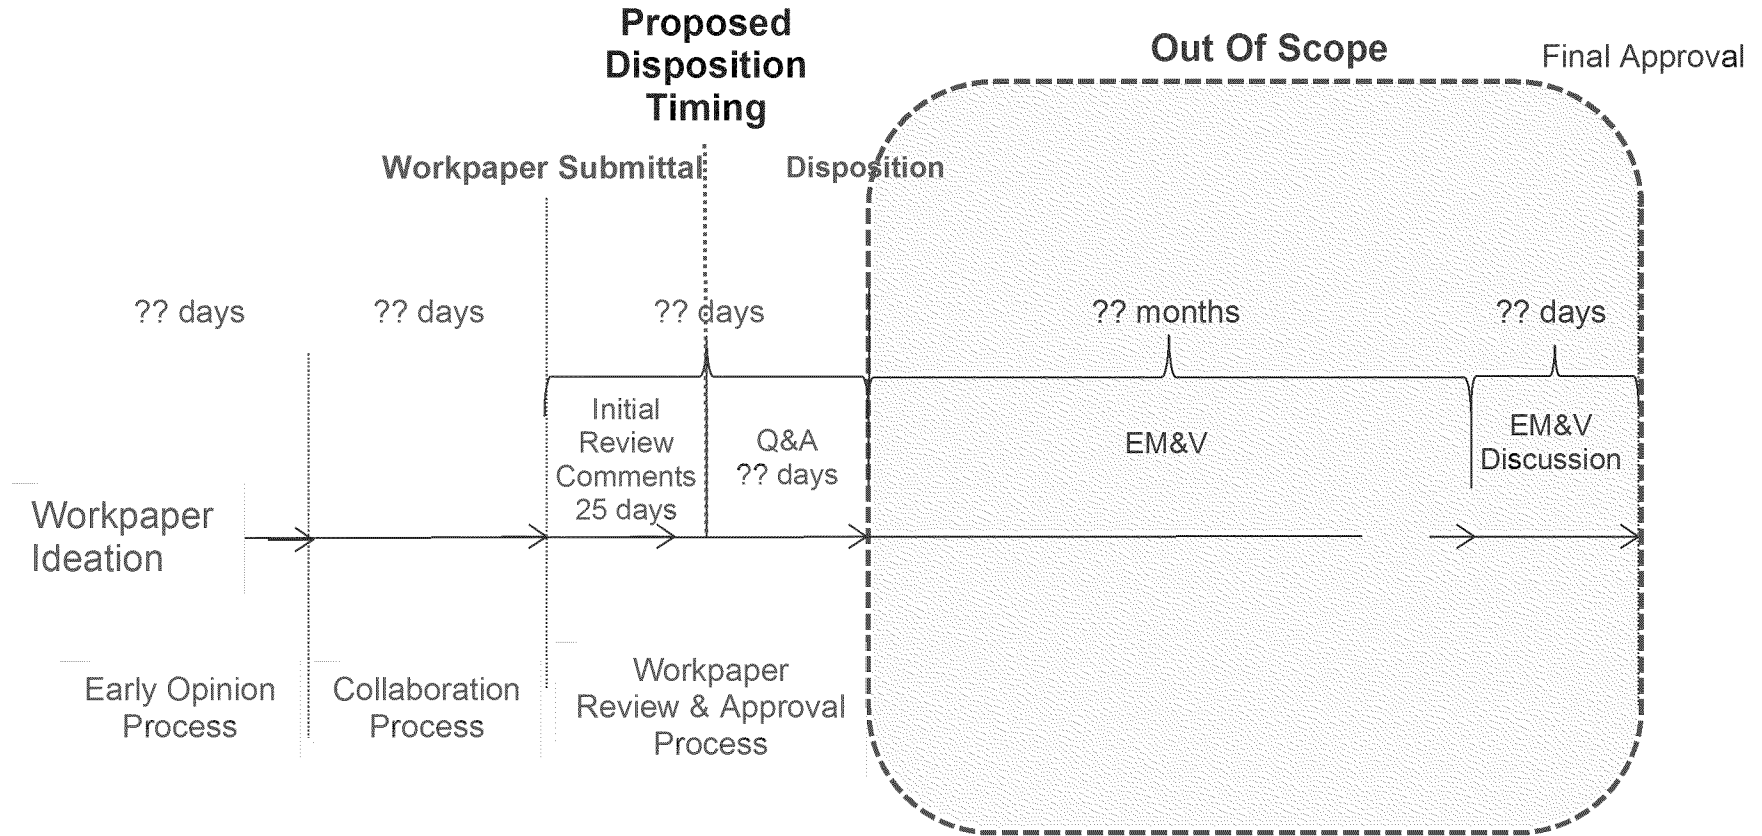 Proposed
Disposition
Timing
Out Of Scope
Final Approval
Workpaper Submittal
Disposition
?? days
?? days
?? days
?? months
?? days
Initial
Review
Comments
25 days
Q&A
?? days
EM&V
EM&V
Discussion
Workpaper
Ideation
Early Opinion
Process
Collaboration
Process
Workpaper
Review & Approval
Process